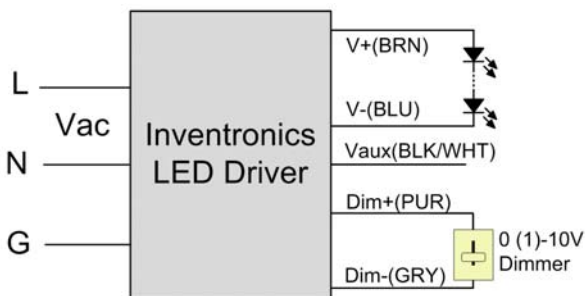 L
Vac
N
G
Inventronics
LED Driver
V+(BRN)
V-(BLU)
Vaux(BLK/WHT)
Dim+(PUR)
Dim-(GRY)
0 (1)-10V
Dimmer